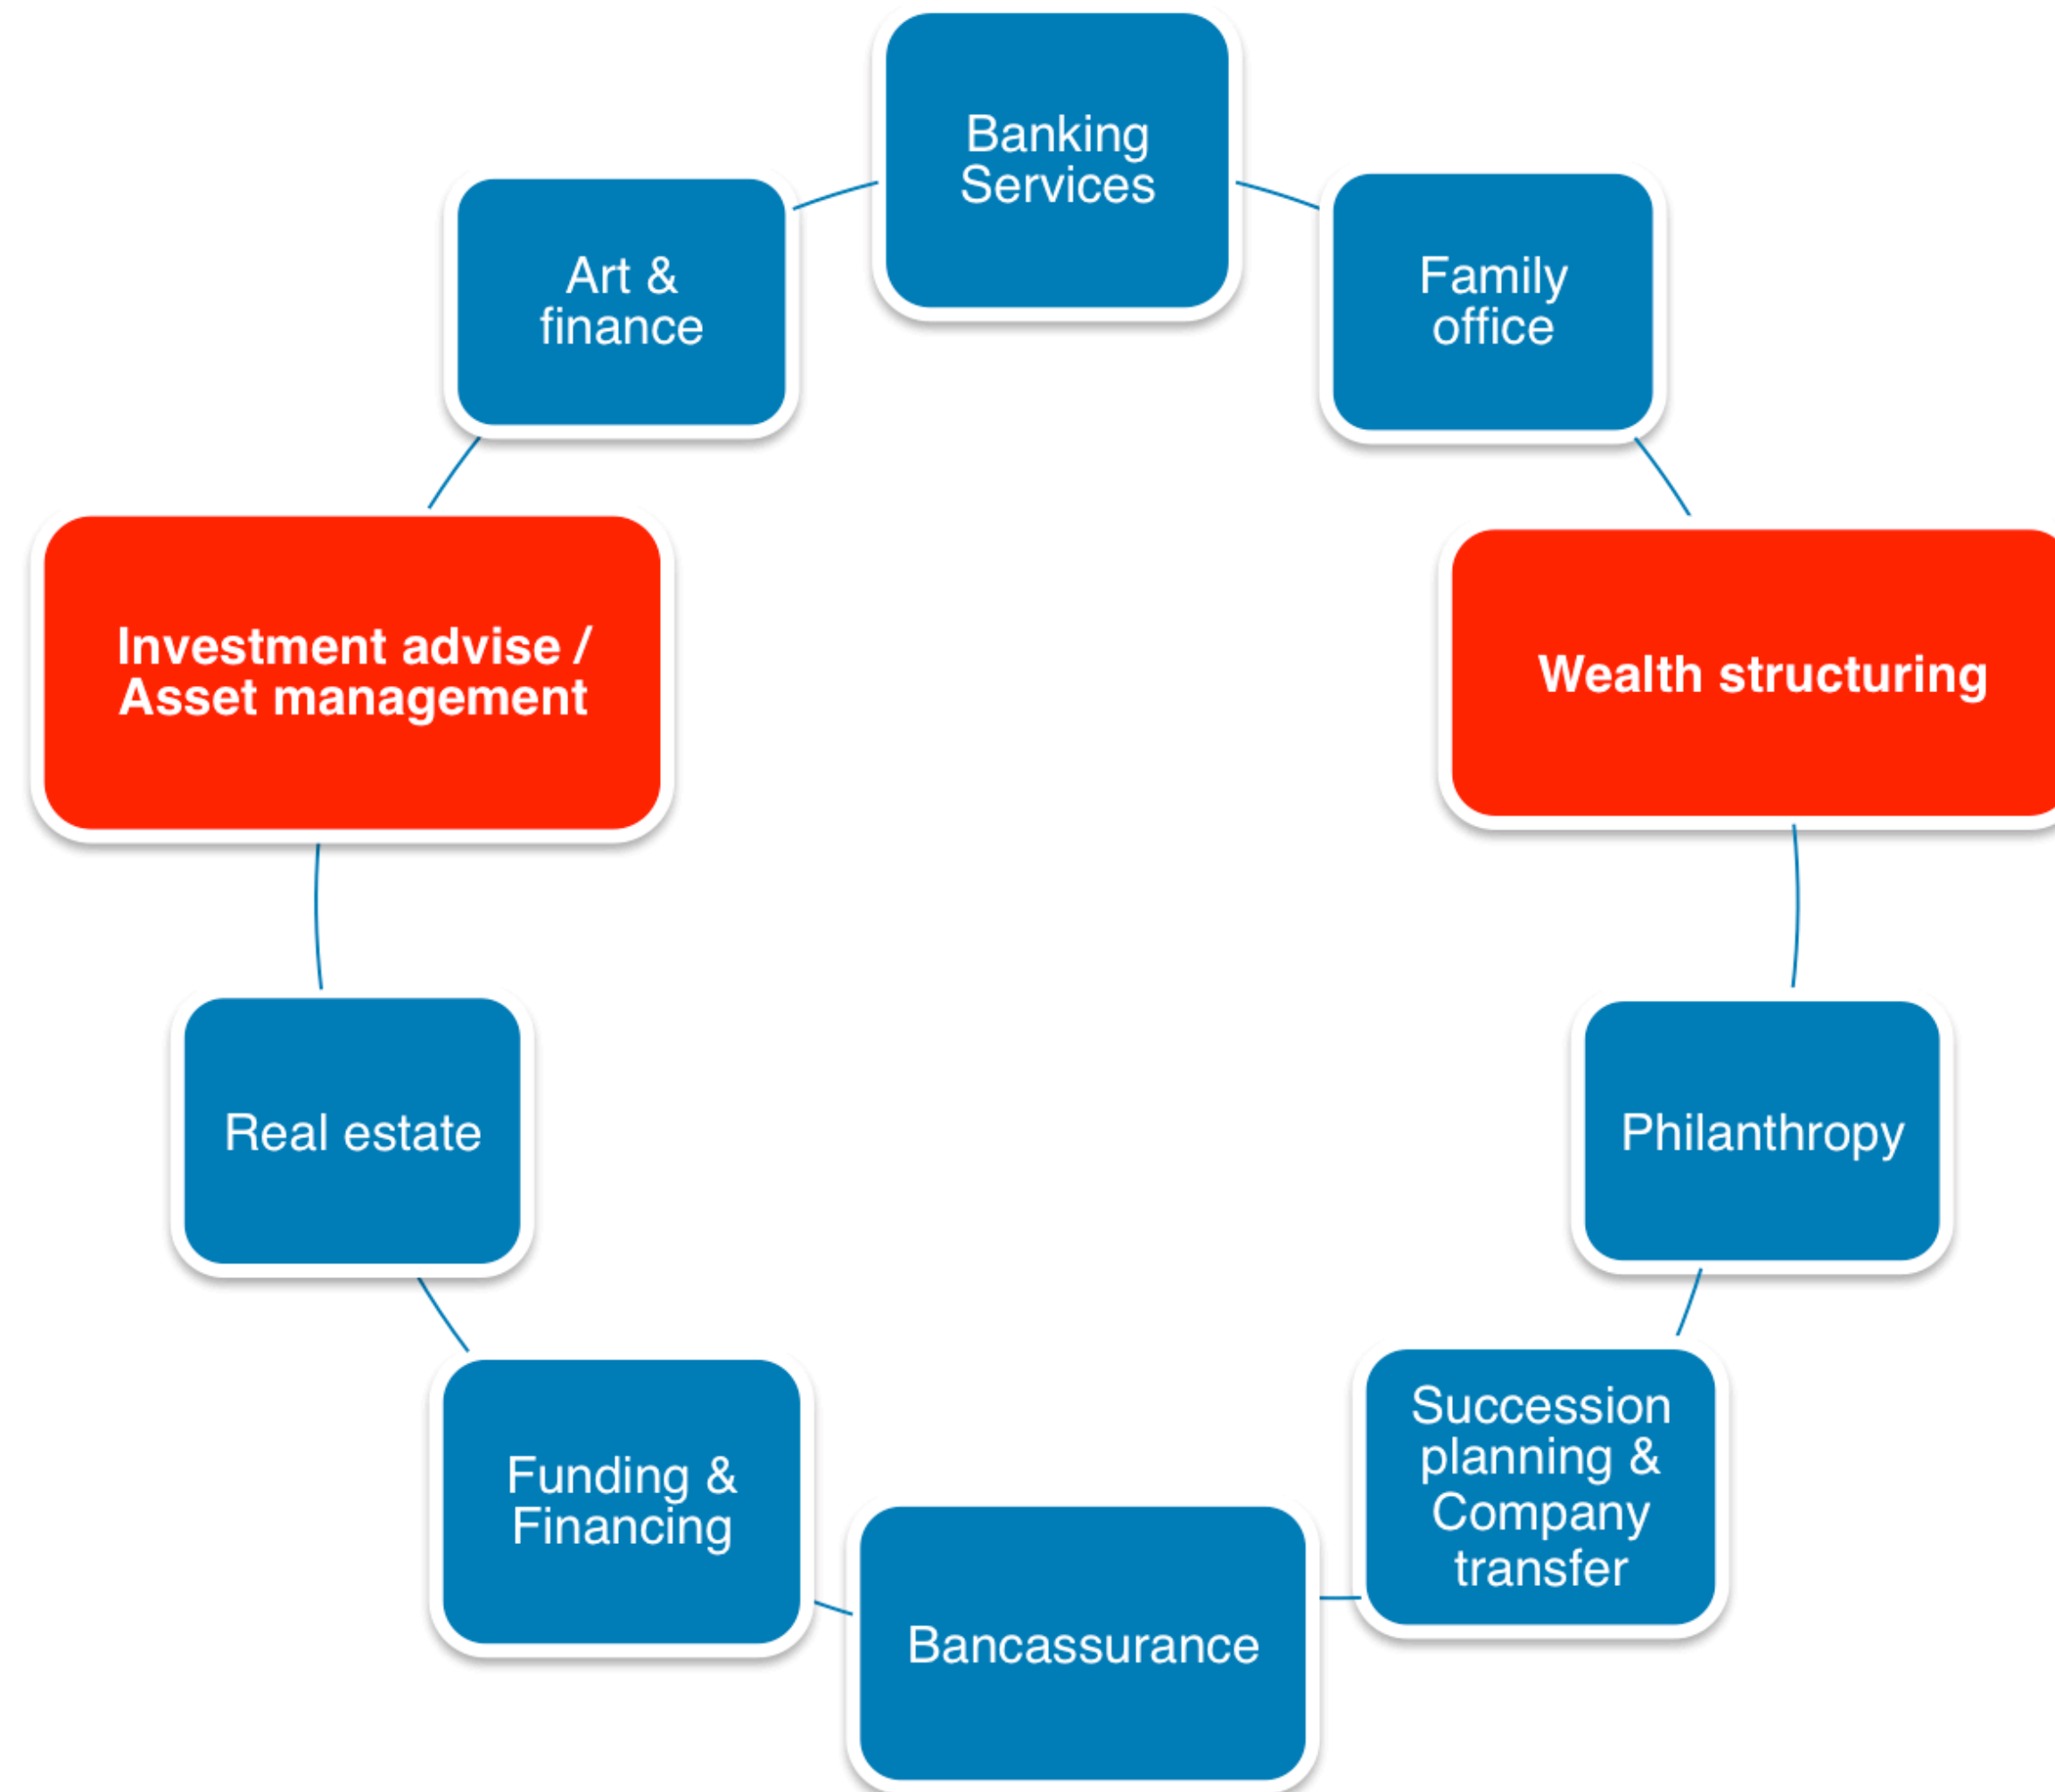 Banking
Services
Art &
finance
Family
office
Investment advise /
Asset management
Wealth structuring
Real estate
Philanthropy
Succession
planning &
Company
transfer
Funding &
Financing
Bancassurance